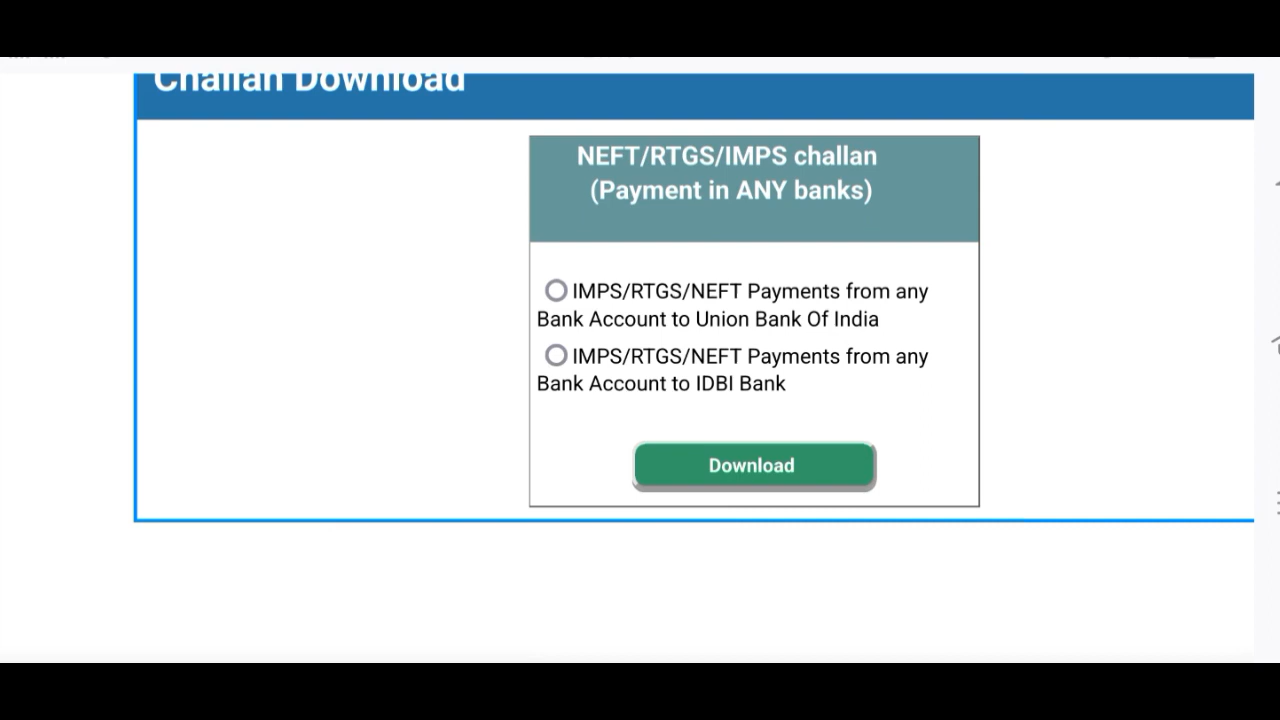 Challan Download
NEFT/RTGS/IMPS challan
(Payment in ANY banks)
IMPS/RTGS/NEFT Payments from any
Bank Account to Union Bank Of India
IMPS/RTGS/NEFT Payments from any
Bank Account to IDBI Bank
Download